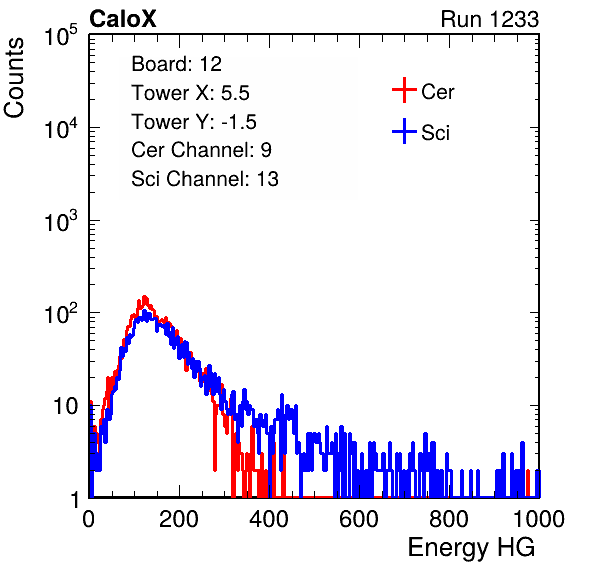 CaloX Run 1233
Counts
10^5
10^4
10^3
10^2
10
1
Board: 12
Tower X: 5.5
Tower Y: -1.5
Cer Channel: 9
Sci Channel: 13
Cer
Sci
0 200 400 600 800 1000
Energy HG